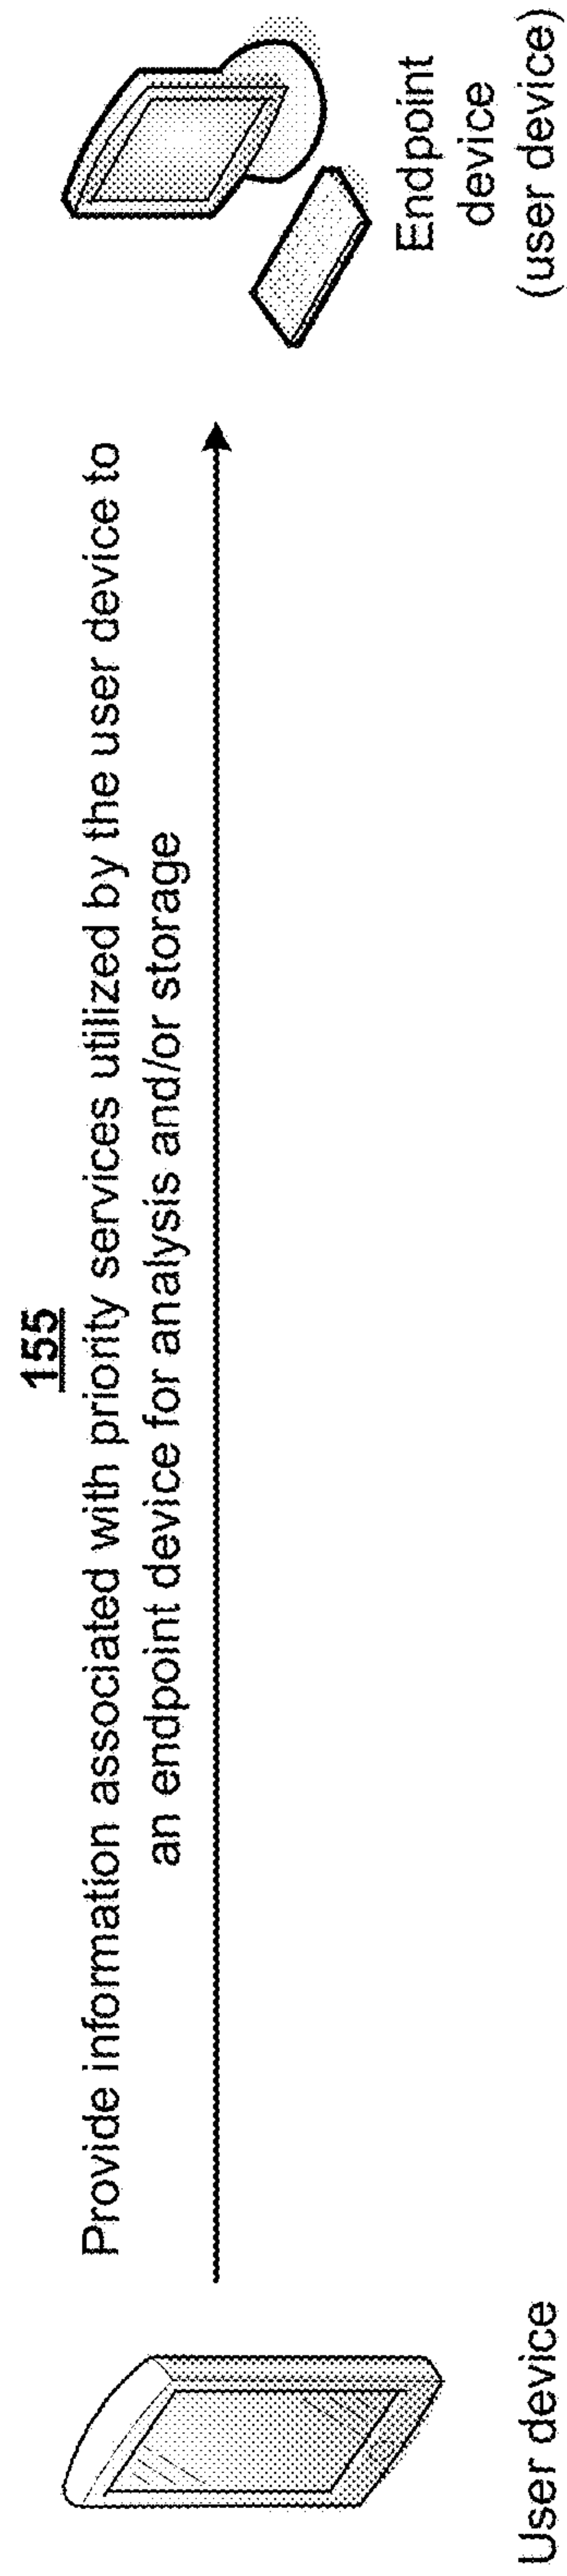 155
Provide information associated with priority services utilized by the user device to
an endpoint device for analysis and/or storage
User device
Endpoint
device
(user device)